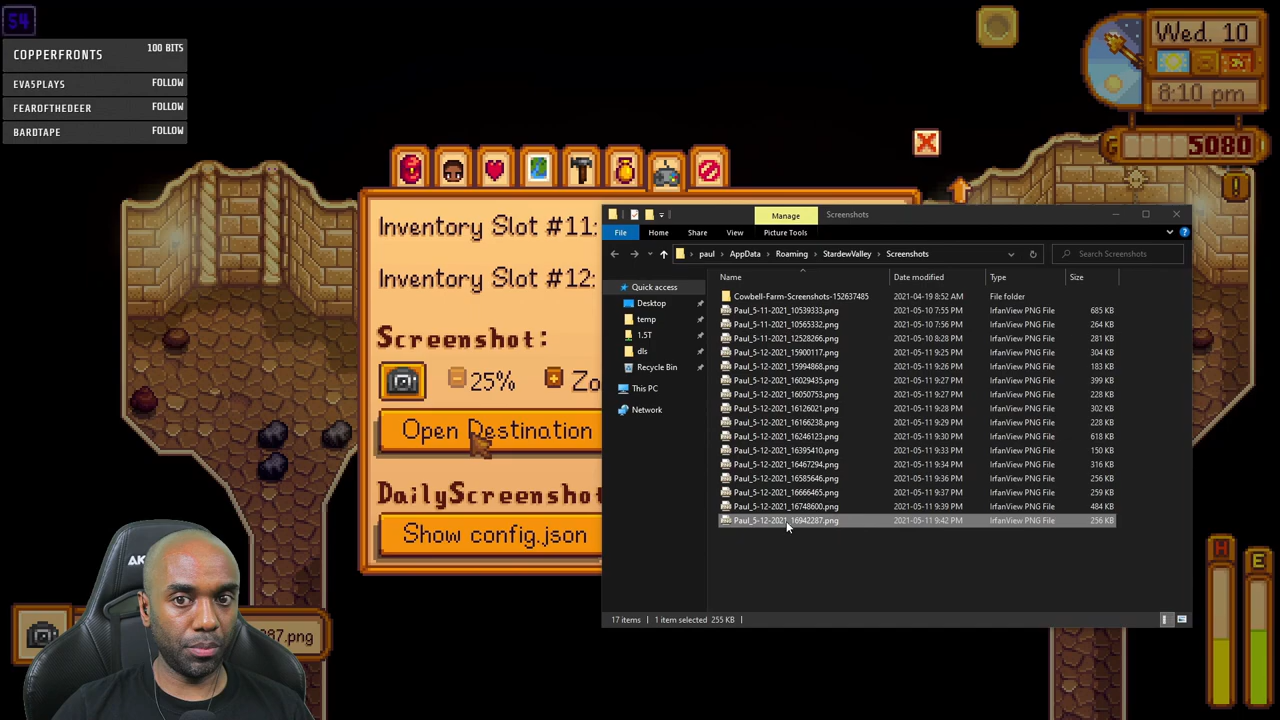 54
COPPERFRONTS 100 BITS
EVASPLAYS FOLLOW
FEAROFTHEDEER FOLLOW
BARDTAPE FOLLOW
Wed. 10
8:10 pm
5080
Inventory Slot #11:
Inventory Slot #12:
Screenshot:
25% Zo
Open Destination
DailyScreenshot
Show config.json
87.png
AK
H E
Manage Screenshots
File Home Share View Picture Tools
paul AppData Roaming StardewValley Screenshots Search Screenshots
Quick access
Desktop
temp
1.5T
dls
Recycle Bin
This PC
Network
Name Date modified Type Size
Cowbell-Farm-Screenshots-152637485 2021-04-19 8:52 AM File folder
Paul_5-11-2021_10539333.png 2021-05-10 7:55 PM IrfanView PNG File 685 KB
Paul_5-11-2021_10565332.png 2021-05-10 7:56 PM IrfanView PNG File 264 KB
Paul_5-11-2021_12528266.png 2021-05-10 8:28 PM IrfanView PNG File 281 KB
Paul_5-12-2021_15900117.png 2021-05-11 9:25 PM IrfanView PNG File 304 KB
Paul_5-12-2021_15994868.png 2021-05-11 9:26 PM IrfanView PNG File 183 KB
Paul_5-12-2021_16029435.png 2021-05-11 9:27 PM IrfanView PNG File 399 KB
Paul_5-12-2021_16050753.png 2021-05-11 9:27 PM IrfanView PNG File 228 KB
Paul_5-12-2021_16126021.png 2021-05-11 9:28 PM IrfanView PNG File 302 KB
Paul_5-12-2021_16166238.png 2021-05-11 9:29 PM IrfanView PNG File 228 KB
Paul_5-12-2021_16246123.png 2021-05-11 9:30 PM IrfanView PNG File 618 KB
Paul_5-12-2021_16395410.png 2021-05-11 9:33 PM IrfanView PNG File 150 KB
Paul_5-12-2021_16467294.png 2021-05-11 9:34 PM IrfanView PNG File 316 KB
Paul_5-12-2021_16585646.png 2021-05-11 9:36 PM IrfanView PNG File 256 KB
Paul_5-12-2021_16666465.png 2021-05-11 9:37 PM IrfanView PNG File 259 KB
Paul_5-12-2021_16748600.png 2021-05-11 9:39 PM IrfanView PNG File 484 KB
Paul_5-12-2021_16942287.png 2021-05-11 9:42 PM IrfanView PNG File 256 KB
17 items 1 item selected 255 KB